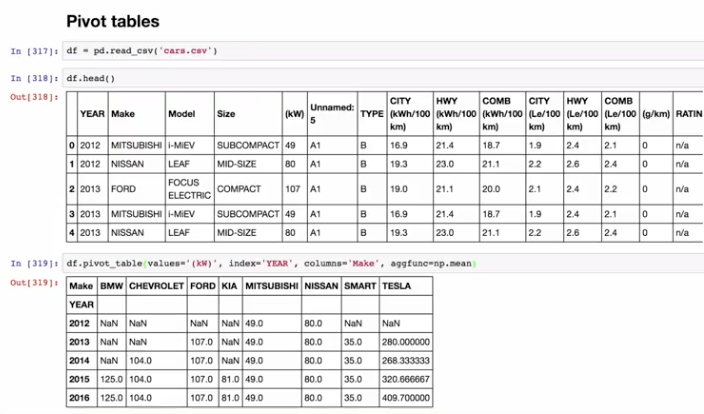 Pivot tables
In [317]: df = pd.read_csv('cars.csv')
In [318]: df.head()
Out[318]:
YEAR Make Model Size (kW) Unnamed: 5 TYPE CITY (kWh/100 km) HWY (kWh/100 km) COMB (kWh/100 km) CITY (Le/100 km) HWY (Le/100 km) COMB (Le/100 km) (g/km) RATIN
0 2012 MITSUBISHI i-MiEV SUBCOMPACT 49 A1 B 16.9 21.4 18.7 1.9 2.4 2.1 0 n/a
1 2012 NISSAN LEAF MID-SIZE 80 A1 B 19.3 23.0 21.1 2.2 2.6 2.4 0 n/a
2 2013 FORD FOCUS ELECTRIC COMPACT 107 A1 B 19.0 21.1 20.0 2.1 2.4 2.2 0 n/a
3 2013 MITSUBISHI i-MiEV SUBCOMPACT 49 A1 B 16.9 21.4 18.7 1.9 2.4 2.1 0 n/a
4 2013 NISSAN LEAF MID-SIZE 80 A1 B 19.3 23.0 21.1 2.2 2.6 2.4 0 n/a
In [319]: df.pivot_table(values='(kW)', index='YEAR', columns='Make', aggfunc=np.mean)
Out[319]:
Make BMW CHEVROLET FORD KIA MITSUBISHI NISSAN SMART TESLA
YEAR
2012 NaN NaN NaN NaN 49.0 80.0 NaN NaN
2013 NaN NaN 107.0 NaN 49.0 80.0 35.0 280.000000
2014 NaN 104.0 107.0 NaN 49.0 80.0 35.0 268.333333
2015 125.0 104.0 107.0 81.0 49.0 80.0 35.0 320.666667
2016 125.0 104.0 107.0 81.0 49.0 80.0 35.0 409.700000